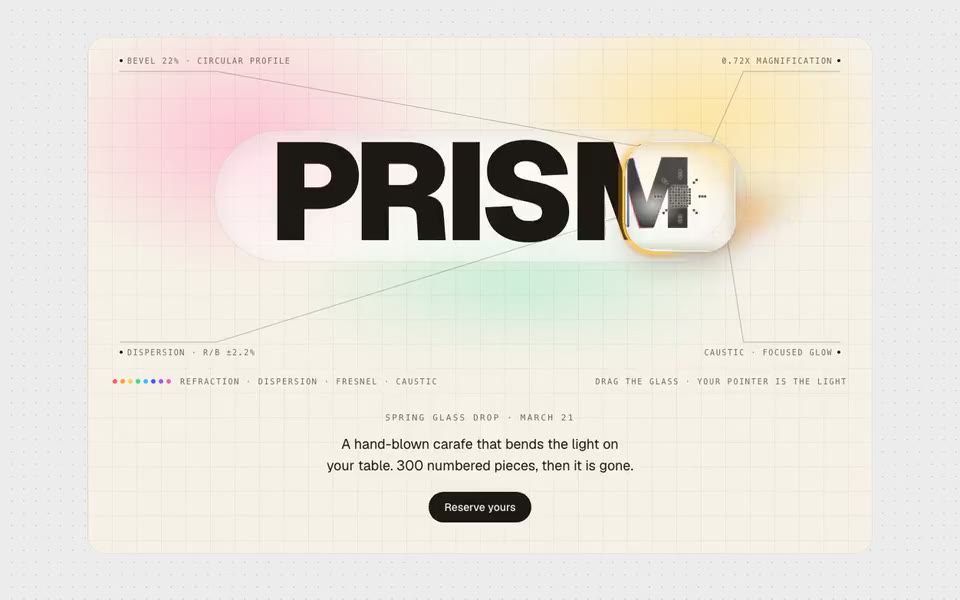 BEVEL 22% · CIRCULAR PROFILE
0.72X MAGNIFICATION
PRISM
DISPERSION · R/B ±2.2%
CAUSTIC · FOCUSED GLOW
REFRACTION · DISPERSION · FRESNEL · CAUSTIC
DRAG THE GLASS · YOUR POINTER IS THE LIGHT
SPRING GLASS DROP · MARCH 21
A hand-blown carafe that bends the light on
your table. 300 numbered pieces, then it is gone.
Reserve yours